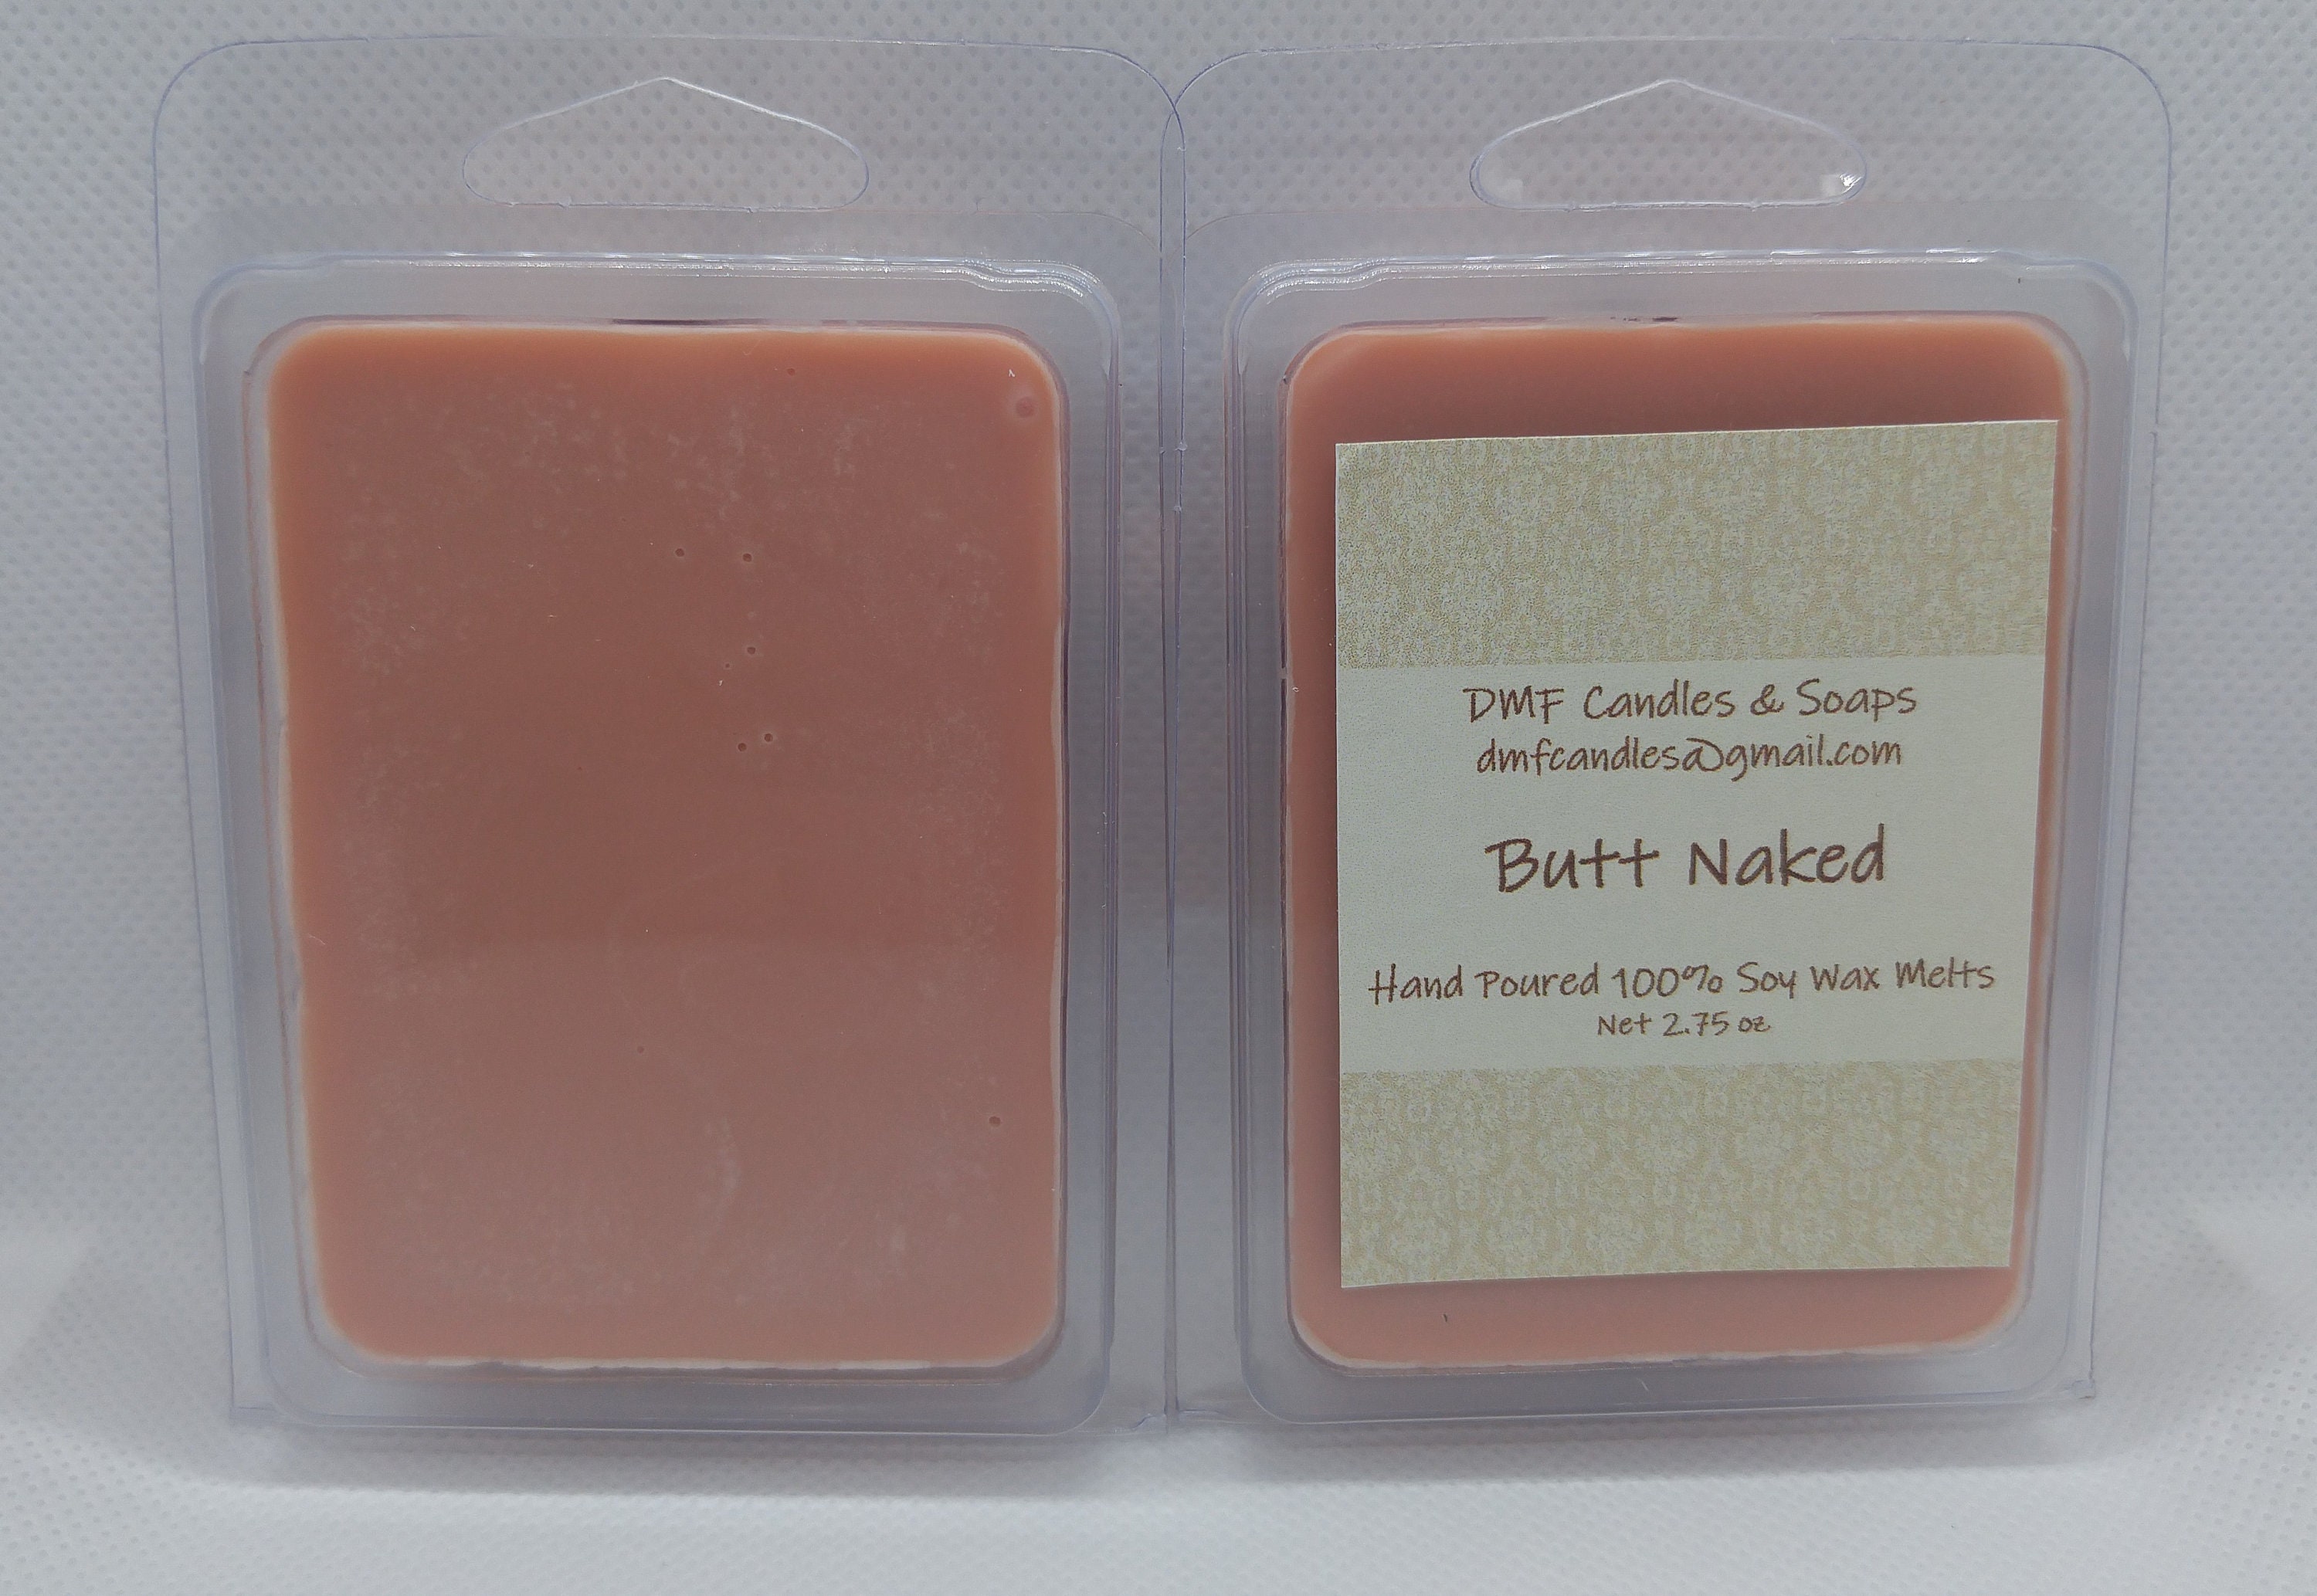 DMF Candles & Soaps
dmfcandles@gmail.com
Butt Naked
Hand Poured 100% Soy Wax Melts
Net 2.75 oz